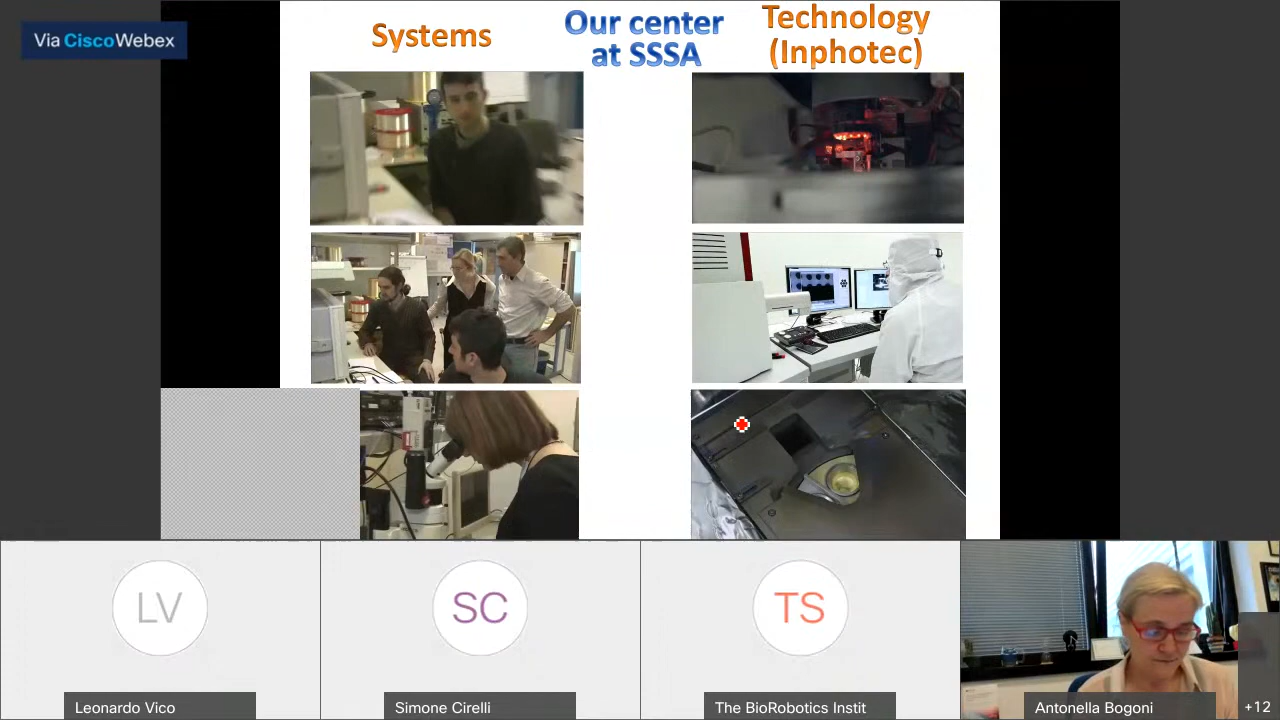 Via CiscoWebex
Systems
Our center
at SSSA
Technology
(Inphotec)
LV
SC
TS
Leonardo Vico
Simone Cirelli
The BioRobotics Instit
Antonella Bogoni
+12